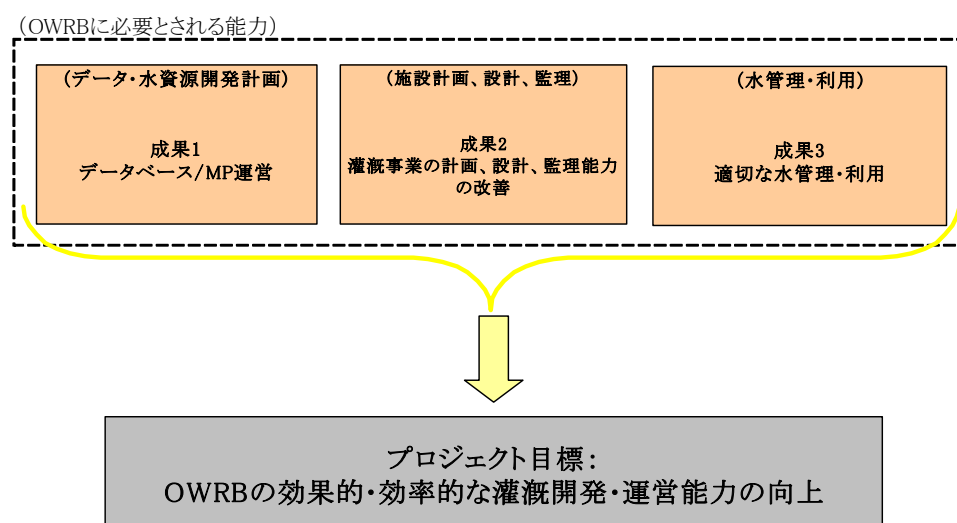 (OWRBに必要とされる能力)
(データ・水資源開発計画)
成果1
データベース/MP運営
(施設計画、設計、監理)
成果2
灌漑事業の計画、設計、監理能力
の改善
(水管理・利用)
成果3
適切な水管理・利用
プロジェクト目標:
OWRBの効果的・効率的な灌漑開発・運営能力の向上